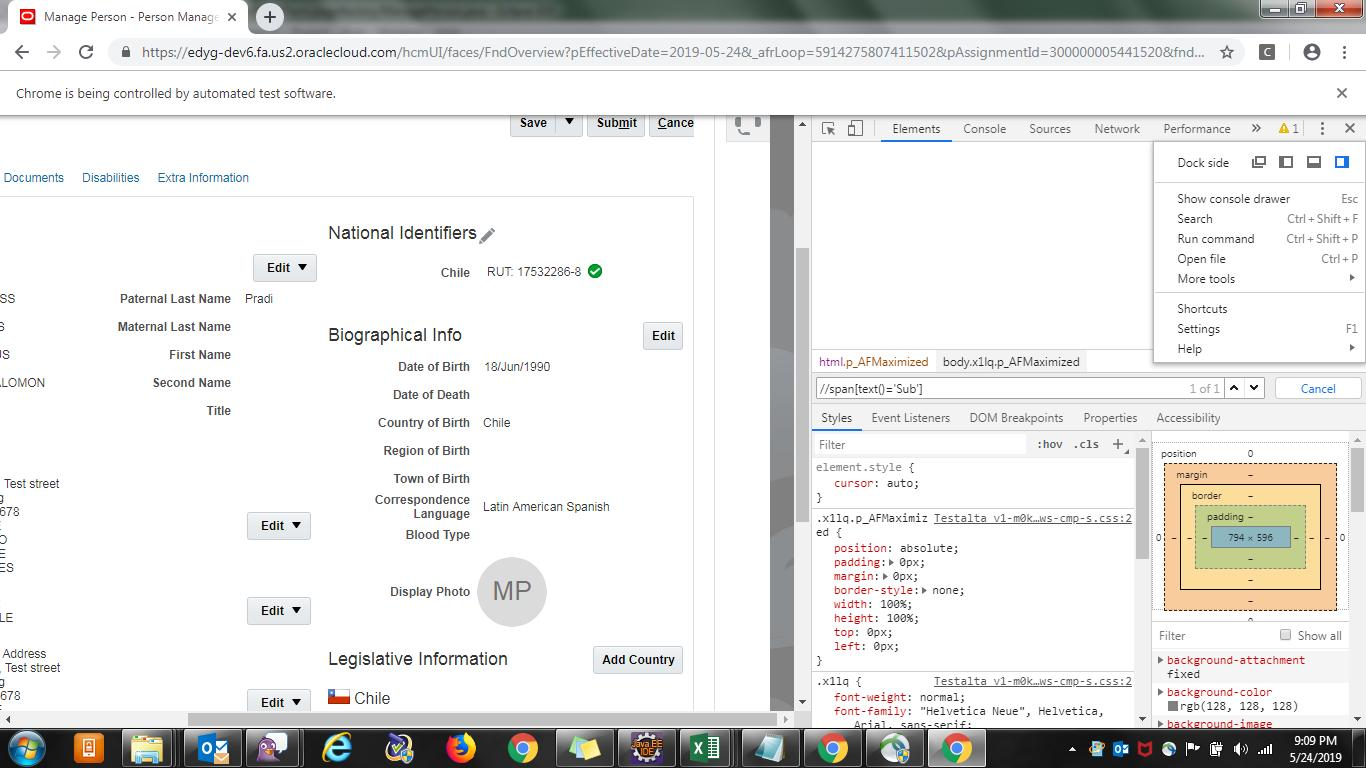 Manage Person - Person Manage
https://edyg-dev6.fa.us2.oraclecloud.com/hcmUI/faces/FndOverview?pEffectiveDate=2019-05-24&_afrLoop=5914275807411502&pAssignmentId=300000005441520&fnd...
Chrome is being controlled by automated test software.
Save Submit Cance
Documents Disabilities Extra Information
National Identifiers
Edit
Chile RUT: 17532286-8
SS Paternal Last Name Pradi
S Maternal Last Name
US First Name
ALOMON Second Name
Title
Biographical Info Edit
Date of Birth 18/Jun/1990
Date of Death
Country of Birth Chile
Region of Birth
Town of Birth
Correspondence
Language Latin American Spanish
Blood Type
Test street
g
678
E
O
E
ES
Edit
Display Photo MP
LE
Edit
Address
, Test street
g
678
E
Edit
Legislative Information Add Country
Chile
Elements Console Sources Network Performance » 1
Dock side
Show console drawer Esc
Search Ctrl + Shift + F
Run command Ctrl + Shift + P
Open file Ctrl + P
More tools
Shortcuts
Settings F1
Help
html.p_AFMaximized body.x1lq.p_AFMaximized
//span[text()='Sub'] 1 of 1 Cancel
Styles Event Listeners DOM Breakpoints Properties Accessibility
Filter :hov .cls +
element.style {
cursor: auto;
}
.x1lq.p_AFMaximiz Testalta v1-m0k…ws-cmp-s.css:2
ed {
position: absolute;
padding: 0px;
margin: 0px;
border-style: none;
width: 100%;
height: 100%;
top: 0px;
left: 0px;
}
.x1lq { Testalta v1-m0k…ws-cmp-s.css:2
font-weight: normal;
font-family: "Helvetica Neue", Helvetica,
Arial, sans-serif;
position 0
margin –
border –
padding –
0 – – – 794 × 596 – – – 0
–
–
–
0
Filter Show all
background-attachment
fixed
background-color
rgb(128, 128, 128)
background-image
Java EE
IDE
9:09 PM
5/24/2019